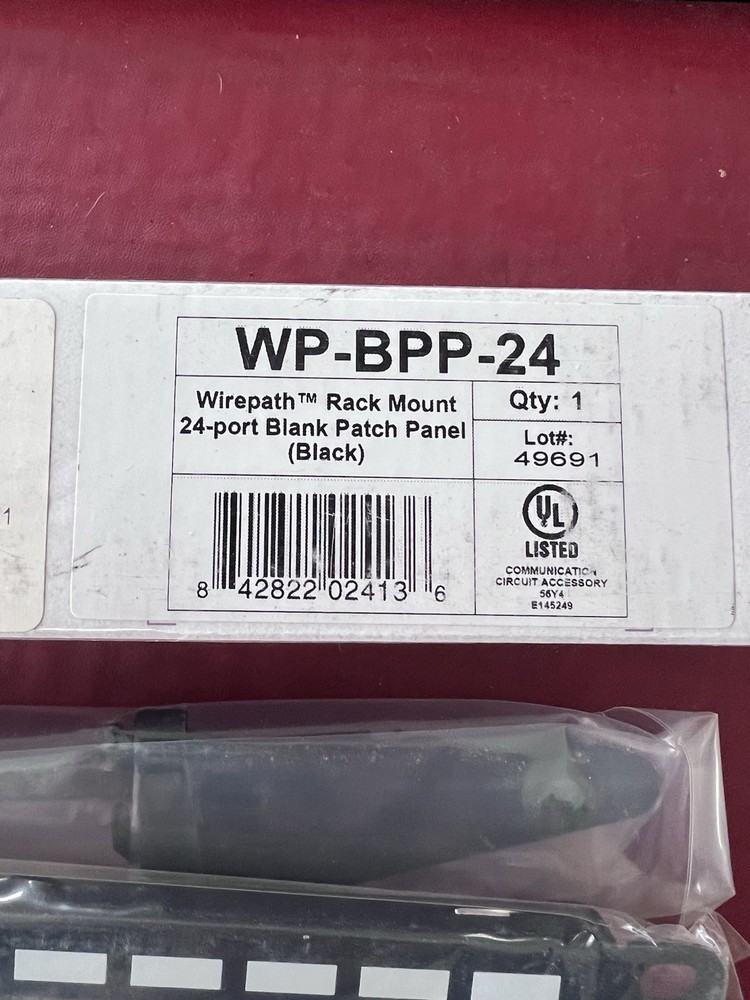 WP-BPP-24
Wirepath™ Rack Mount
24-port Blank Patch Panel
(Black)
Qty: 1
Lot#:
49691
8 42822 02413 6
UL
LISTED
COMMUNICATION
CIRCUIT ACCESSORY
56Y4
E145249
1